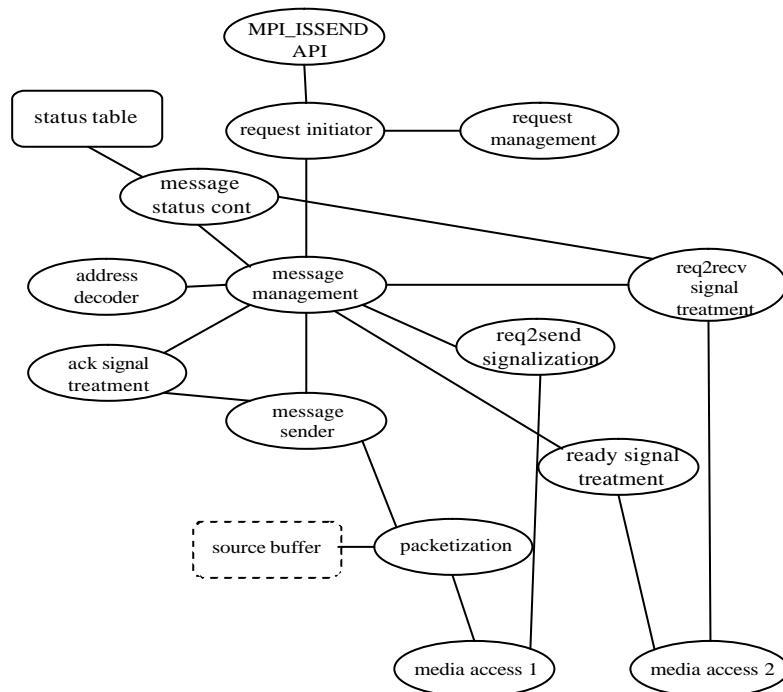 MPI_ISSEND
API
status table
request initiator
request
management
message
status cont
address
decoder
message
management
req2recv
signal
treatment
req2send
signalization
ack signal
treatment
message
sender
ready signal
treatment
source buffer
packetization
media access 1
media access 2